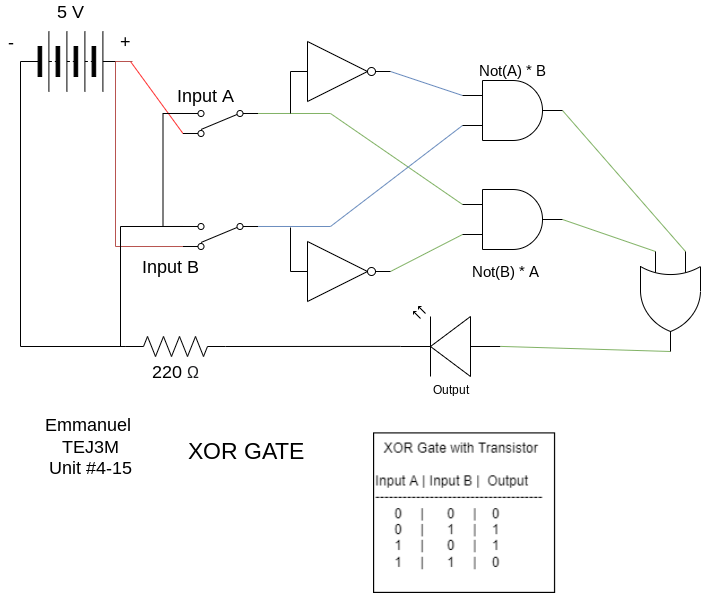 5 V
- +
Input A
Not(A) * B
Input B
Not(B) * A
220 Ω
Output
Emmanuel
TEJ3M
Unit #4-15
XOR GATE
XOR Gate with Transistor
Input A | Input B | Output
----------------------------------------
0 | 0 | 0
0 | 1 | 1
1 | 0 | 1
1 | 1 | 0